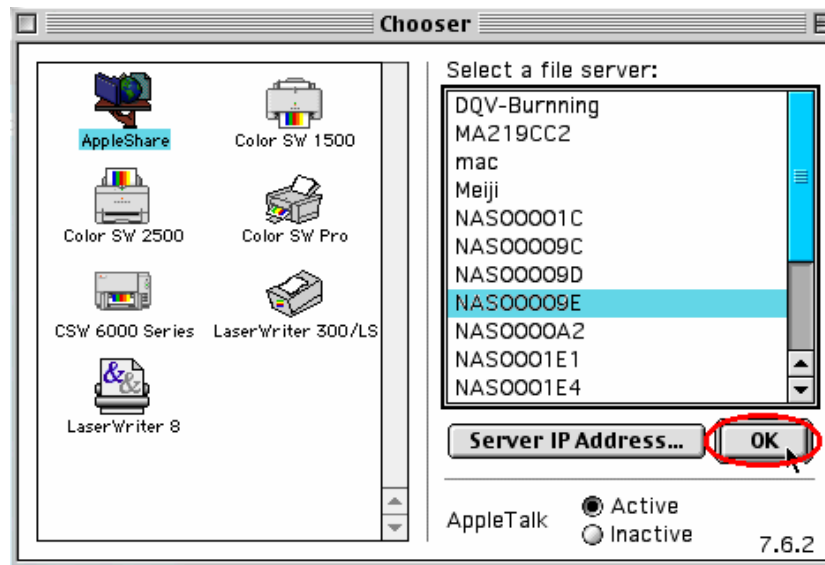 Chooser
AppleShare
Color SW 1500
Color SW 2500
Color SW Pro
CSW 6000 Series
LaserWriter 300/LS
LaserWriter 8
Select a file server:
DQV-Burnning
MA219CC2
mac
Meiji
NAS00001C
NAS00009C
NAS00009D
NAS00009E
NAS0000A2
NAS0001E1
NAS0001E4
Server IP Address...
OK
AppleTalk
Active
Inactive
7.6.2